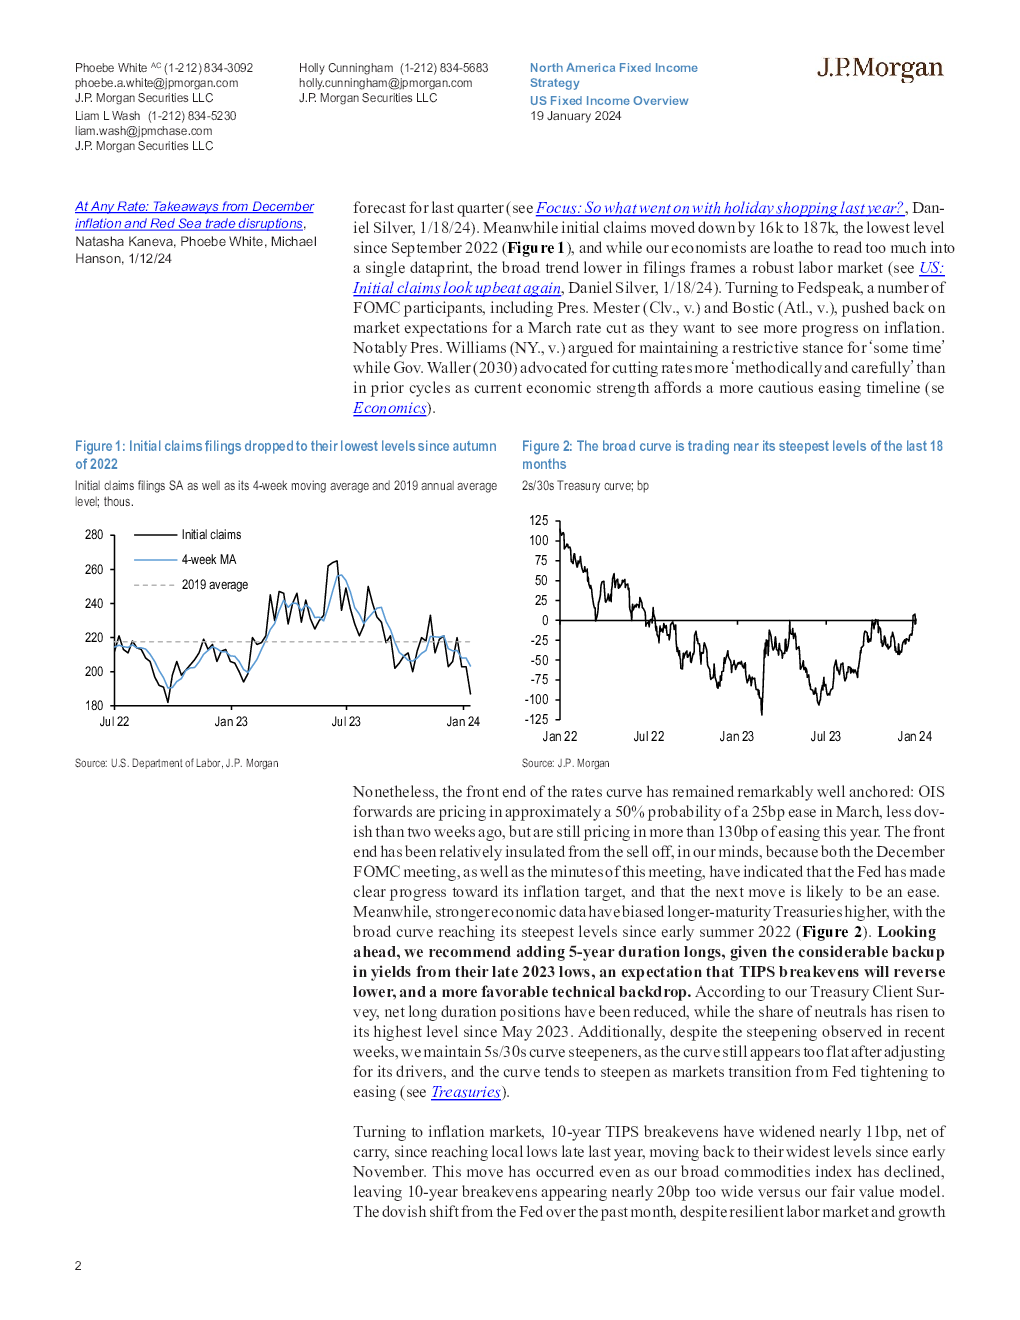 Phoebe White AC (1-212) 834-3092
phoebe.a.white@jpmorgan.com
J.P. Morgan Securities LLC
Liam L Wash (1-212) 834-5230
liam.wash@jpmchase.com
J.P. Morgan Securities LLC
Holly Cunningham (1-212) 834-5683
holly.cunningham@jpmorgan.com
J.P. Morgan Securities LLC
North America Fixed Income
Strategy
US Fixed Income Overview
19 January 2024
J.P.Morgan
At Any Rate: Takeaways from December
inflation and Red Sea trade disruptions,
Natasha Kaneva, Phoebe White, Michael
Hanson, 1/12/24
forecast for last quarter (see Focus: So what went on with holiday shopping last year?, Dan-
iel Silver, 1/18/24). Meanwhile initial claims moved down by 16k to 187k, the lowest level
since September 2022 (Figure 1), and while our economists are loathe to read too much into
a single dataprint, the broad trend lower in filings frames a robust labor market (see US:
Initial claims look upbeat again, Daniel Silver, 1/18/24). Turning to Fedspeak, a number of
FOMC participants, including Pres. Mester (Clv., v.) and Bostic (Atl., v.), pushed back on
market expectations for a March rate cut as they want to see more progress on inflation.
Notably Pres. Williams (NY., v.) argued for maintaining a restrictive stance for ‘some time’
while Gov. Waller (2030) advocated for cutting rates more ‘methodically and carefully’ than
in prior cycles as current economic strength affords a more cautious easing timeline (se
Economics).
Figure 1: Initial claims filings dropped to their lowest levels since autumn
of 2022
Initial claims filings SA as well as its 4-week moving average and 2019 annual average
level; thous.
280
260
240
220
200
180
Initial claims
4-week MA
2019 average
Jul 22
Jan 23
Jul 23
Jan 24
Source: U.S. Department of Labor, J.P. Morgan
Figure 2: The broad curve is trading near its steepest levels of the last 18
months
2s/30s Treasury curve; bp
125
100
75
50
25
0
-25
-50
-75
-100
-125
Jan 22
Jul 22
Jan 23
Jul 23
Jan 24
Source: J.P. Morgan
Nonetheless, the front end of the rates curve has remained remarkably well anchored: OIS
forwards are pricing in approximately a 50% probability of a 25bp ease in March, less dov-
ish than two weeks ago, but are still pricing in more than 130bp of easing this year. The front
end has been relatively insulated from the sell off, in our minds, because both the December
FOMC meeting, as well as the minutes of this meeting, have indicated that the Fed has made
clear progress toward its inflation target, and that the next move is likely to be an ease.
Meanwhile, stronger economic data have biased longer-maturity Treasuries higher, with the
broad curve reaching its steepest levels since early summer 2022 (Figure 2). Looking
ahead, we recommend adding 5-year duration longs, given the considerable backup
in yields from their late 2023 lows, an expectation that TIPS breakevens will reverse
lower, and a more favorable technical backdrop. According to our Treasury Client Sur-
vey, net long duration positions have been reduced, while the share of neutrals has risen to
its highest level since May 2023. Additionally, despite the steepening observed in recent
weeks, we maintain 5s/30s curve steepeners, as the curve still appears too flat after adjusting
for its drivers, and the curve tends to steepen as markets transition from Fed tightening to
easing (see Treasuries).
Turning to inflation markets, 10-year TIPS breakevens have widened nearly 11bp, net of
carry, since reaching local lows late last year, moving back to their widest levels since early
November. This move has occurred even as our broad commodities index has declined,
leaving 10-year breakevens appearing nearly 20bp too wide versus our fair value model.
The dovish shift from the Fed over the past month, despite resilient labor market and growth
2